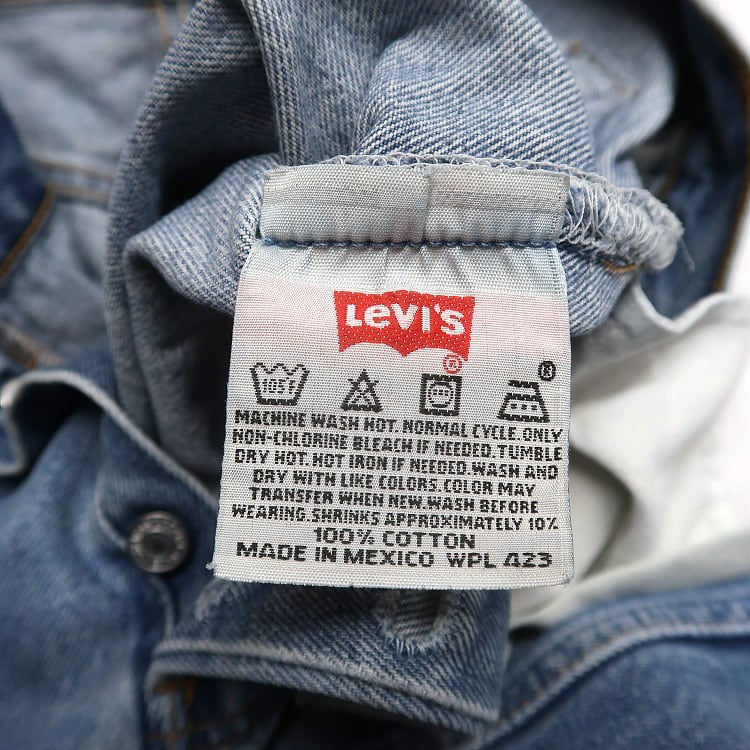 LEVI'S
®
105F ®
MACHINE WASH HOT. NORMAL CYCLE. ONLY
NON-CHLORINE BLEACH IF NEEDED. TUMBLE
DRY HOT. HOT IRON IF NEEDED. WASH AND
DRY WITH LIKE COLORS. COLOR MAY
TRANSFER WHEN NEW. WASH BEFORE
WEARING. SHRINKS APPROXIMATELY 10%
100% COTTON
MADE IN MEXICO WPL 423